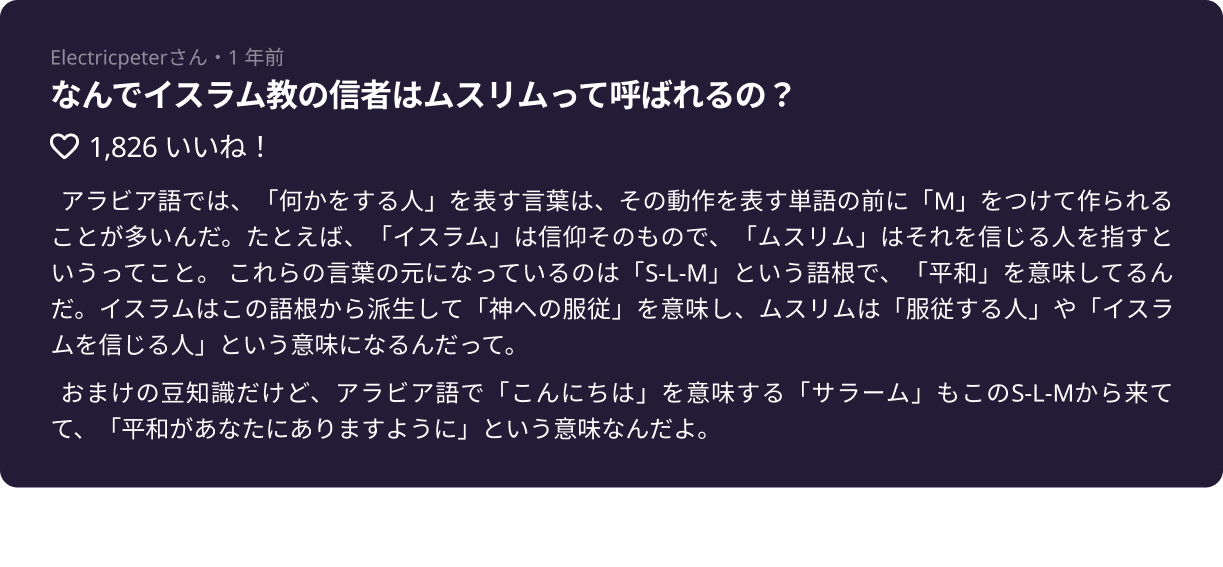 Electricpeterさん・1 年前
なんでイスラム教の信者はムスリムって呼ばれるの？
1,826 いいね！
アラビア語では、「何かをする人」を表す言葉は、その動作を表す単語の前に「M」をつけて作られる
ことが多いんだ。たとえば、「イスラム」は信仰そのもので、「ムスリム」はそれを信じる人を指すと
いうってこと。 これらの言葉の元になっているのは「S-L-M」という語根で、「平和」を意味してるん
だ。イスラムはこの語根から派生して「神への服従」を意味し、ムスリムは「服従する人」や「イスラ
ムを信じる人」という意味になるんだって。
おまけの豆知識だけど、アラビア語で「こんにちは」を意味する「サラーム」もこのS-L-Mから来て
て、「平和があなたにありますように」という意味なんだよ。